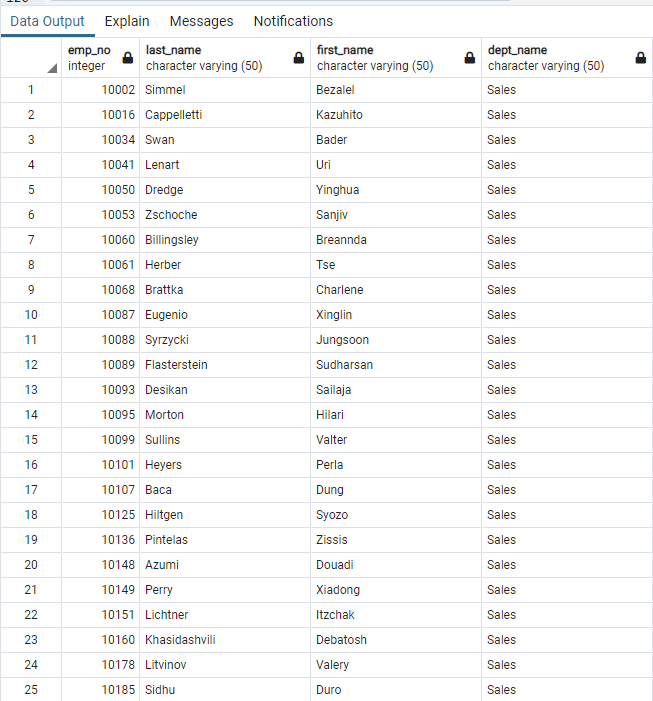 Data Output Explain Messages Notifications
emp_no last_name first_name dept_name
integer character varying (50) character varying (50) character varying (50)
1 10002 Simmel Bezalel Sales
2 10016 Cappelletti Kazuhito Sales
3 10034 Swan Bader Sales
4 10041 Lenart Uri Sales
5 10050 Dredge Yinghua Sales
6 10053 Zschoche Sanjiv Sales
7 10060 Billingsley Breannda Sales
8 10061 Herber Tse Sales
9 10068 Brattka Charlene Sales
10 10087 Eugenio Xinglin Sales
11 10088 Syrzycki Jungsoon Sales
12 10089 Flasterstein Sudharsan Sales
13 10093 Desikan Sailaja Sales
14 10095 Morton Hilari Sales
15 10099 Sullins Valter Sales
16 10101 Heyers Perla Sales
17 10107 Baca Dung Sales
18 10125 Hiltgen Syozo Sales
19 10136 Pintelas Zissis Sales
20 10148 Azumi Douadi Sales
21 10149 Perry Xiadong Sales
22 10151 Lichtner Itzchak Sales
23 10160 Khasidashvili Debatosh Sales
24 10178 Litvinov Valery Sales
25 10185 Sidhu Duro Sales